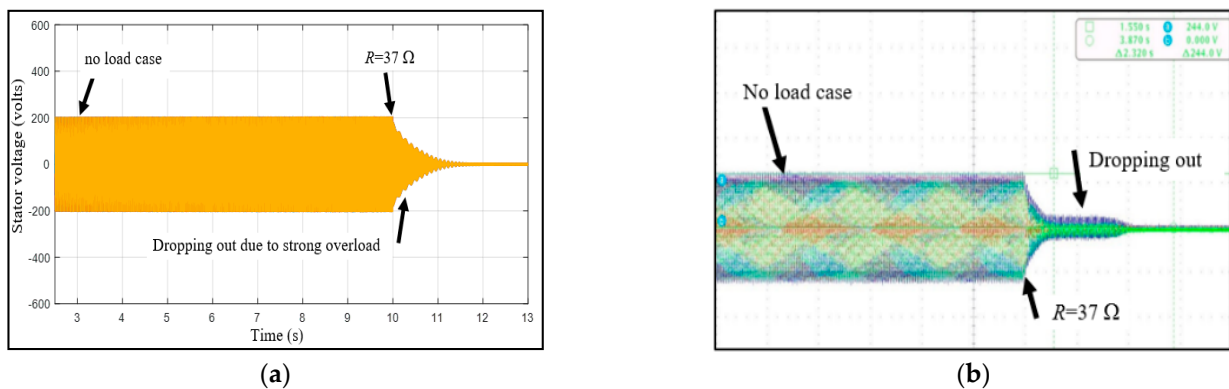 600
400
200
0
-200
-400
-600
Stator voltage (volts)
no load case
R=37 Ω
Dropping out due to strong overload
3 4 5 6 7 8 9 10 11 12 13
Time (s)
(a)
1.550 s 244.0 V
3.870 s 0.000 V
Δ2.320 s Δ244.0 V
No load case
Dropping out
R=37 Ω
(b)